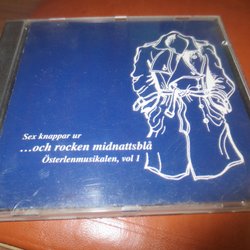 Sex knappar ur
...och rocken midnattsblå
Österlenmusikalen, vol 1